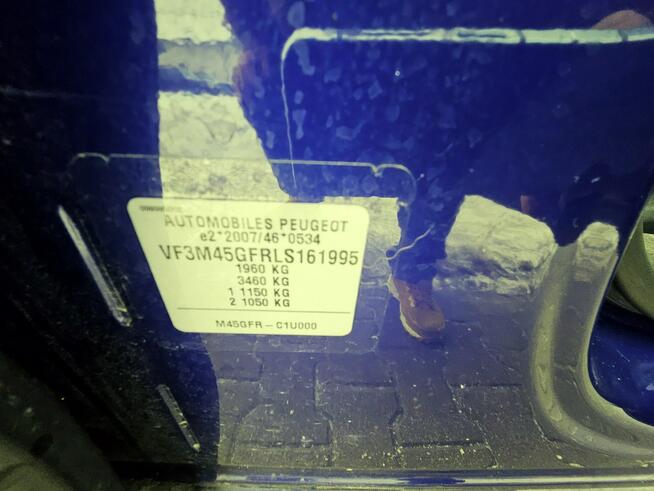 AUTOMOBILES PEUGEOT
e2*2007/46*0534
VF3M45GFRLS161995
1960 KG
3460 KG
1 1150 KG
2 1050 KG
M45GFR-C1U000